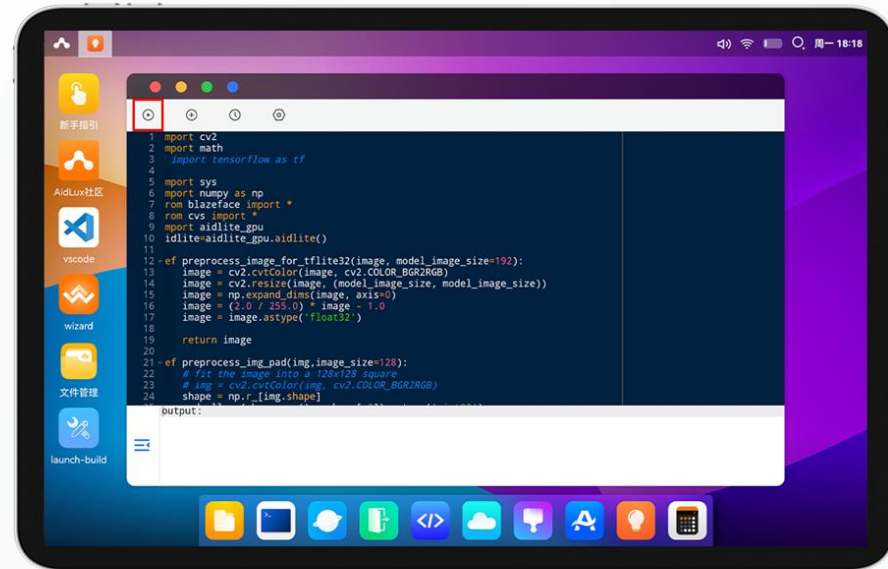 周一 18:18
新手指引
AidLux社区
vscode
wizard
文件管理
launch-build
1 mport cv2
2 mport math
3 ' import tensorflow as tf
4
5 mport sys
6 mport numpy as np
7 rom blazeface import *
8 rom cvs import *
9 mport aidlite_gpu
10 idlite=aidlite_gpu.aidlite()
11
12 ef preprocess_image_for_tflite32(image, model_image_size=192):
13 image = cv2.cvtColor(image, cv2.COLOR_BGR2RGB)
14 image = cv2.resize(image, (model_image_size, model_image_size))
15 image = np.expand_dims(image, axis=0)
16 image = (2.0 / 255.0) * image - 1.0
17 image = image.astype('float32')
18
19 return image
20
21 ef preprocess_img_pad(img,image_size=128):
22 # fit the image into a 128x128 square
23 # img = cv2.cvtColor(img, cv2.COLOR_BGR2RGB)
24 shape = np.r_[img.shape]
output: